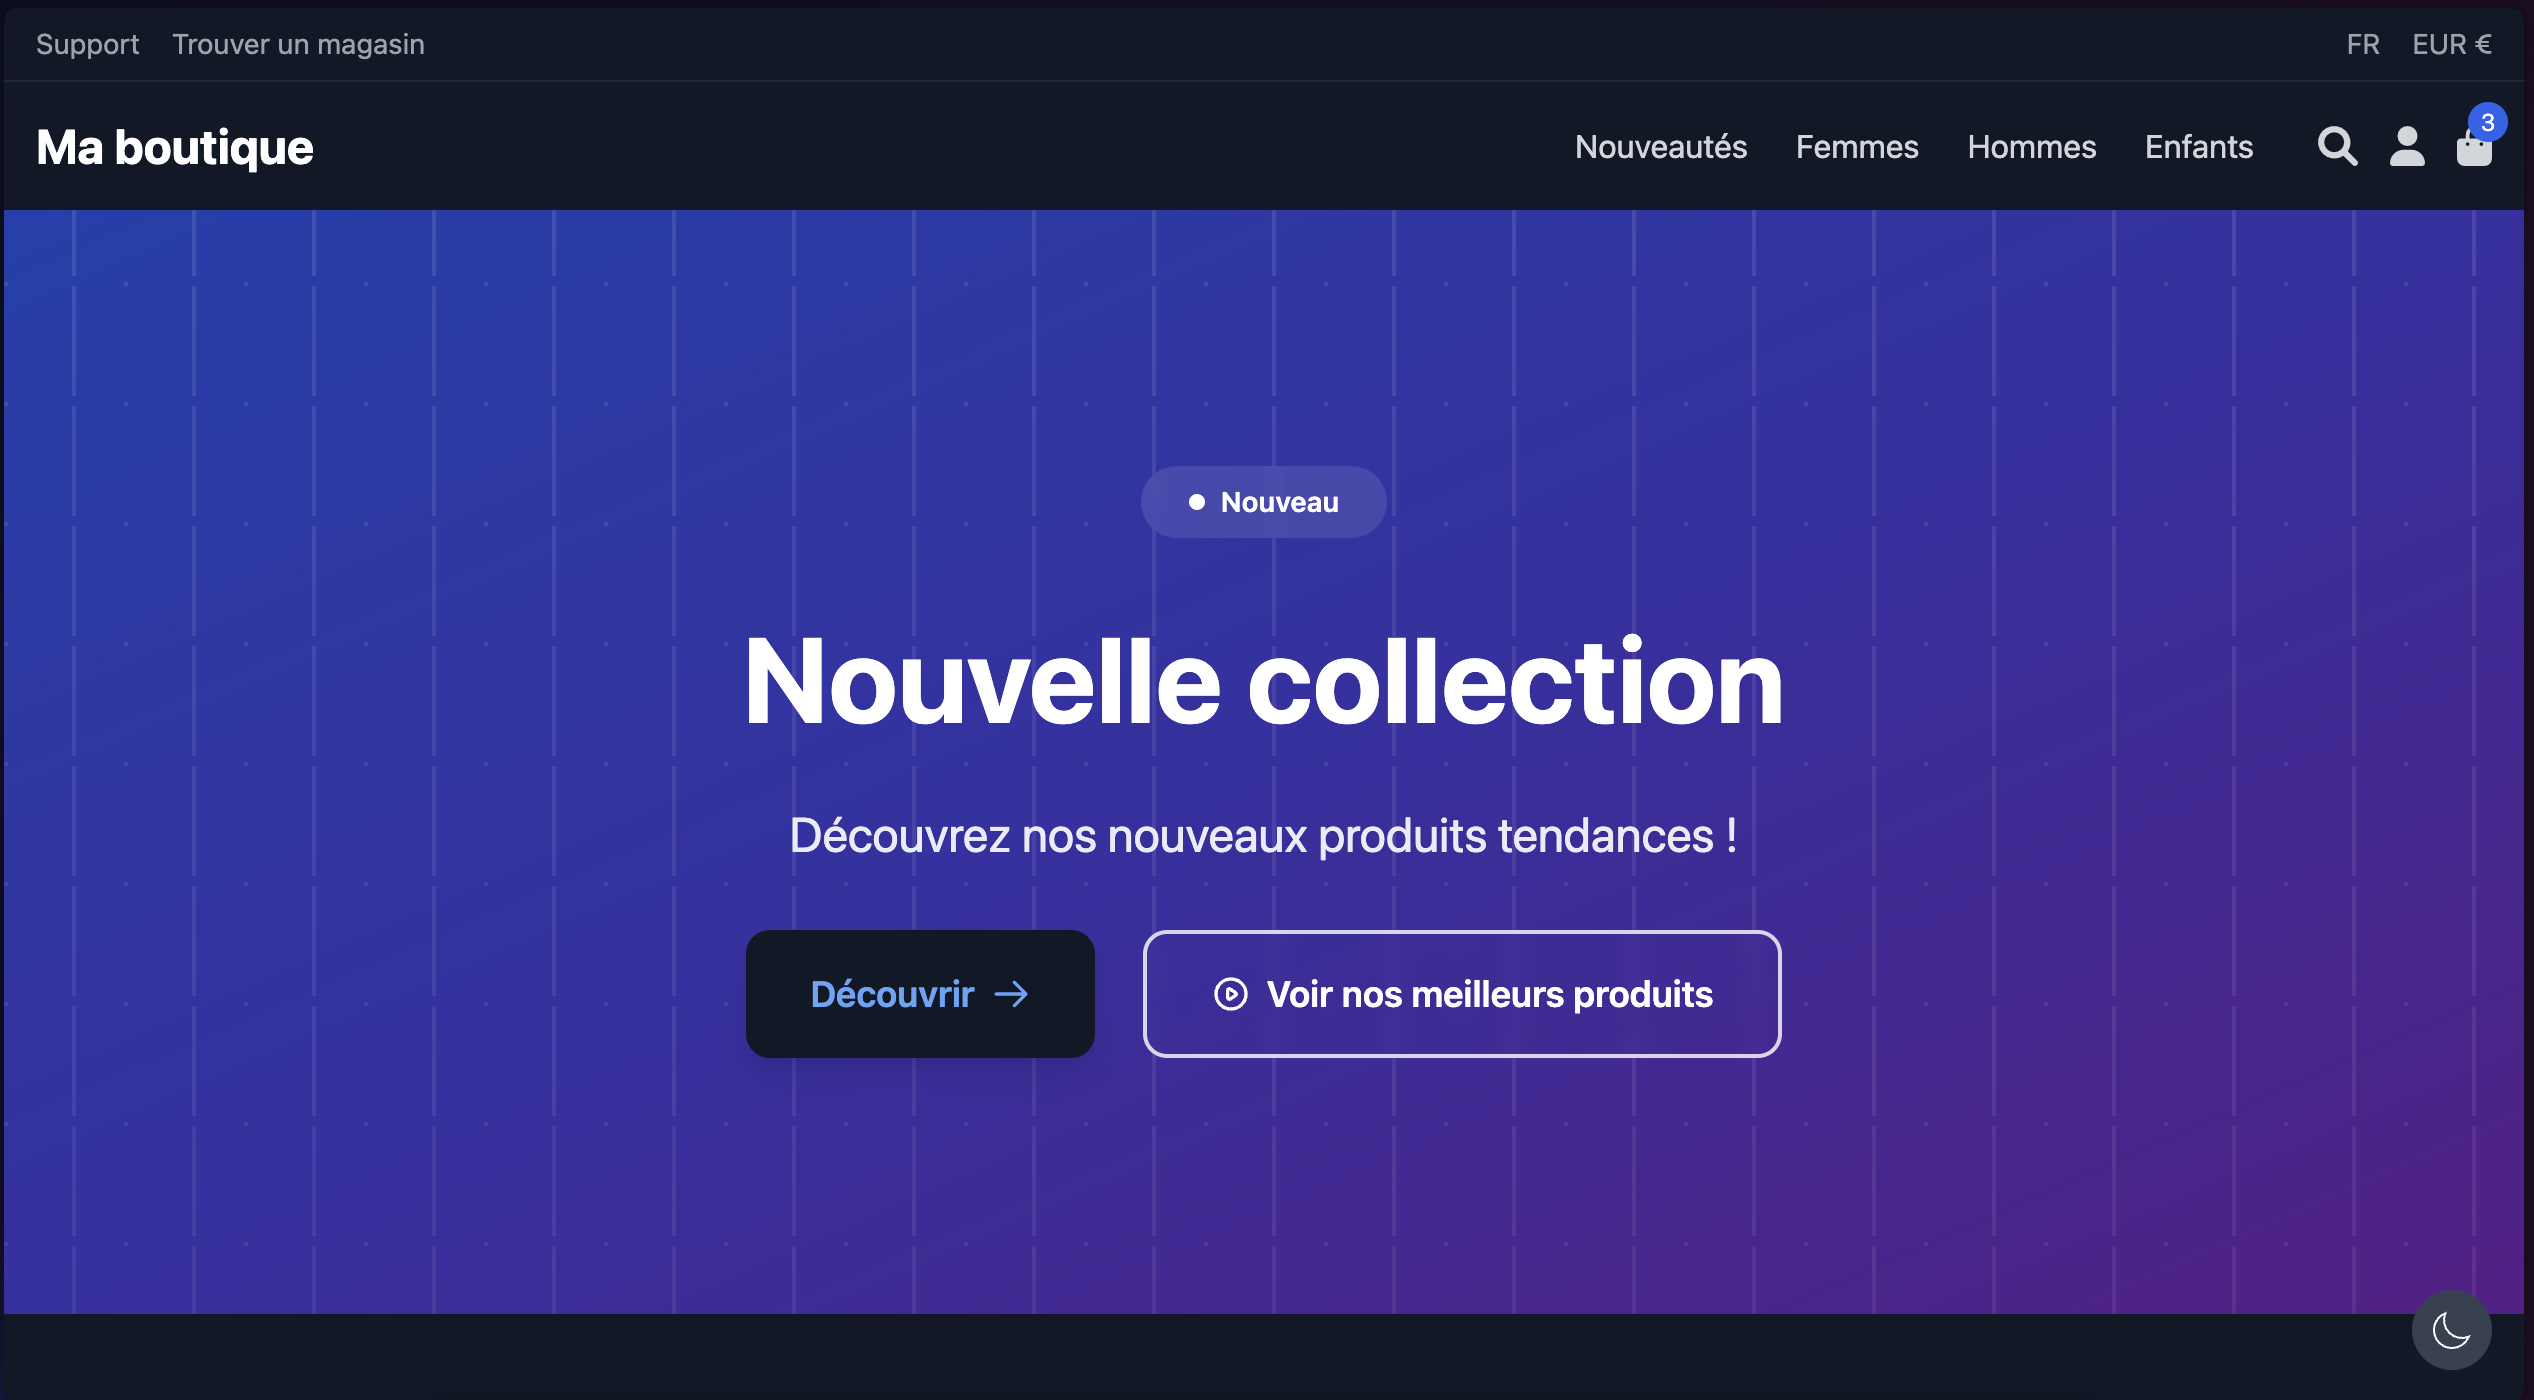 Support Trouver un magasin FR EUR €
Ma boutique Nouveautés Femmes Hommes Enfants 3
Nouveau
Nouvelle collection
Découvrez nos nouveaux produits tendances !
Découvrir Voir nos meilleurs produits